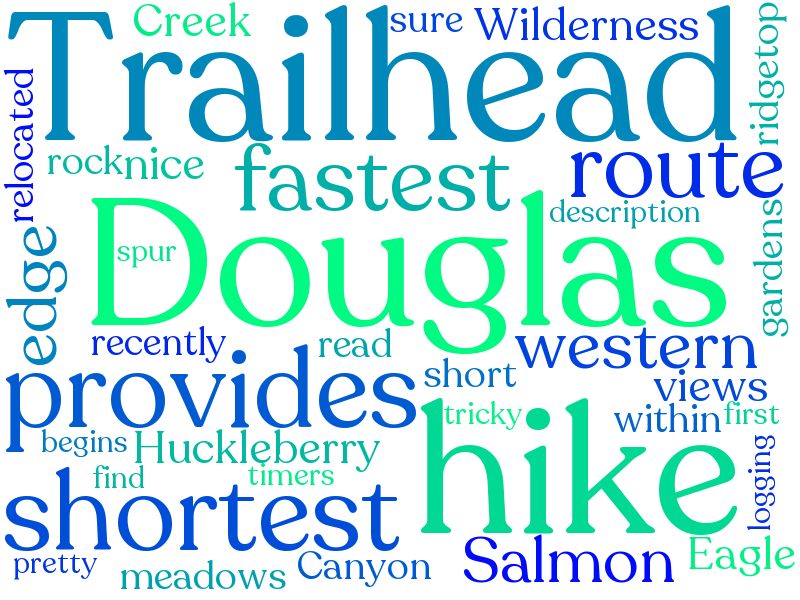 Creek
sure
Wilderness
Trailhead
ridgetop
relocated
rock
nice
fastest
route
description
Douglas
spur
gardens
edge
recently
read
western
short
views
provides
tricky
within
first
begins
Huckleberry
hike
logging
find
timers
shortest
pretty
meadows
Canyon
Salmon
Eagle